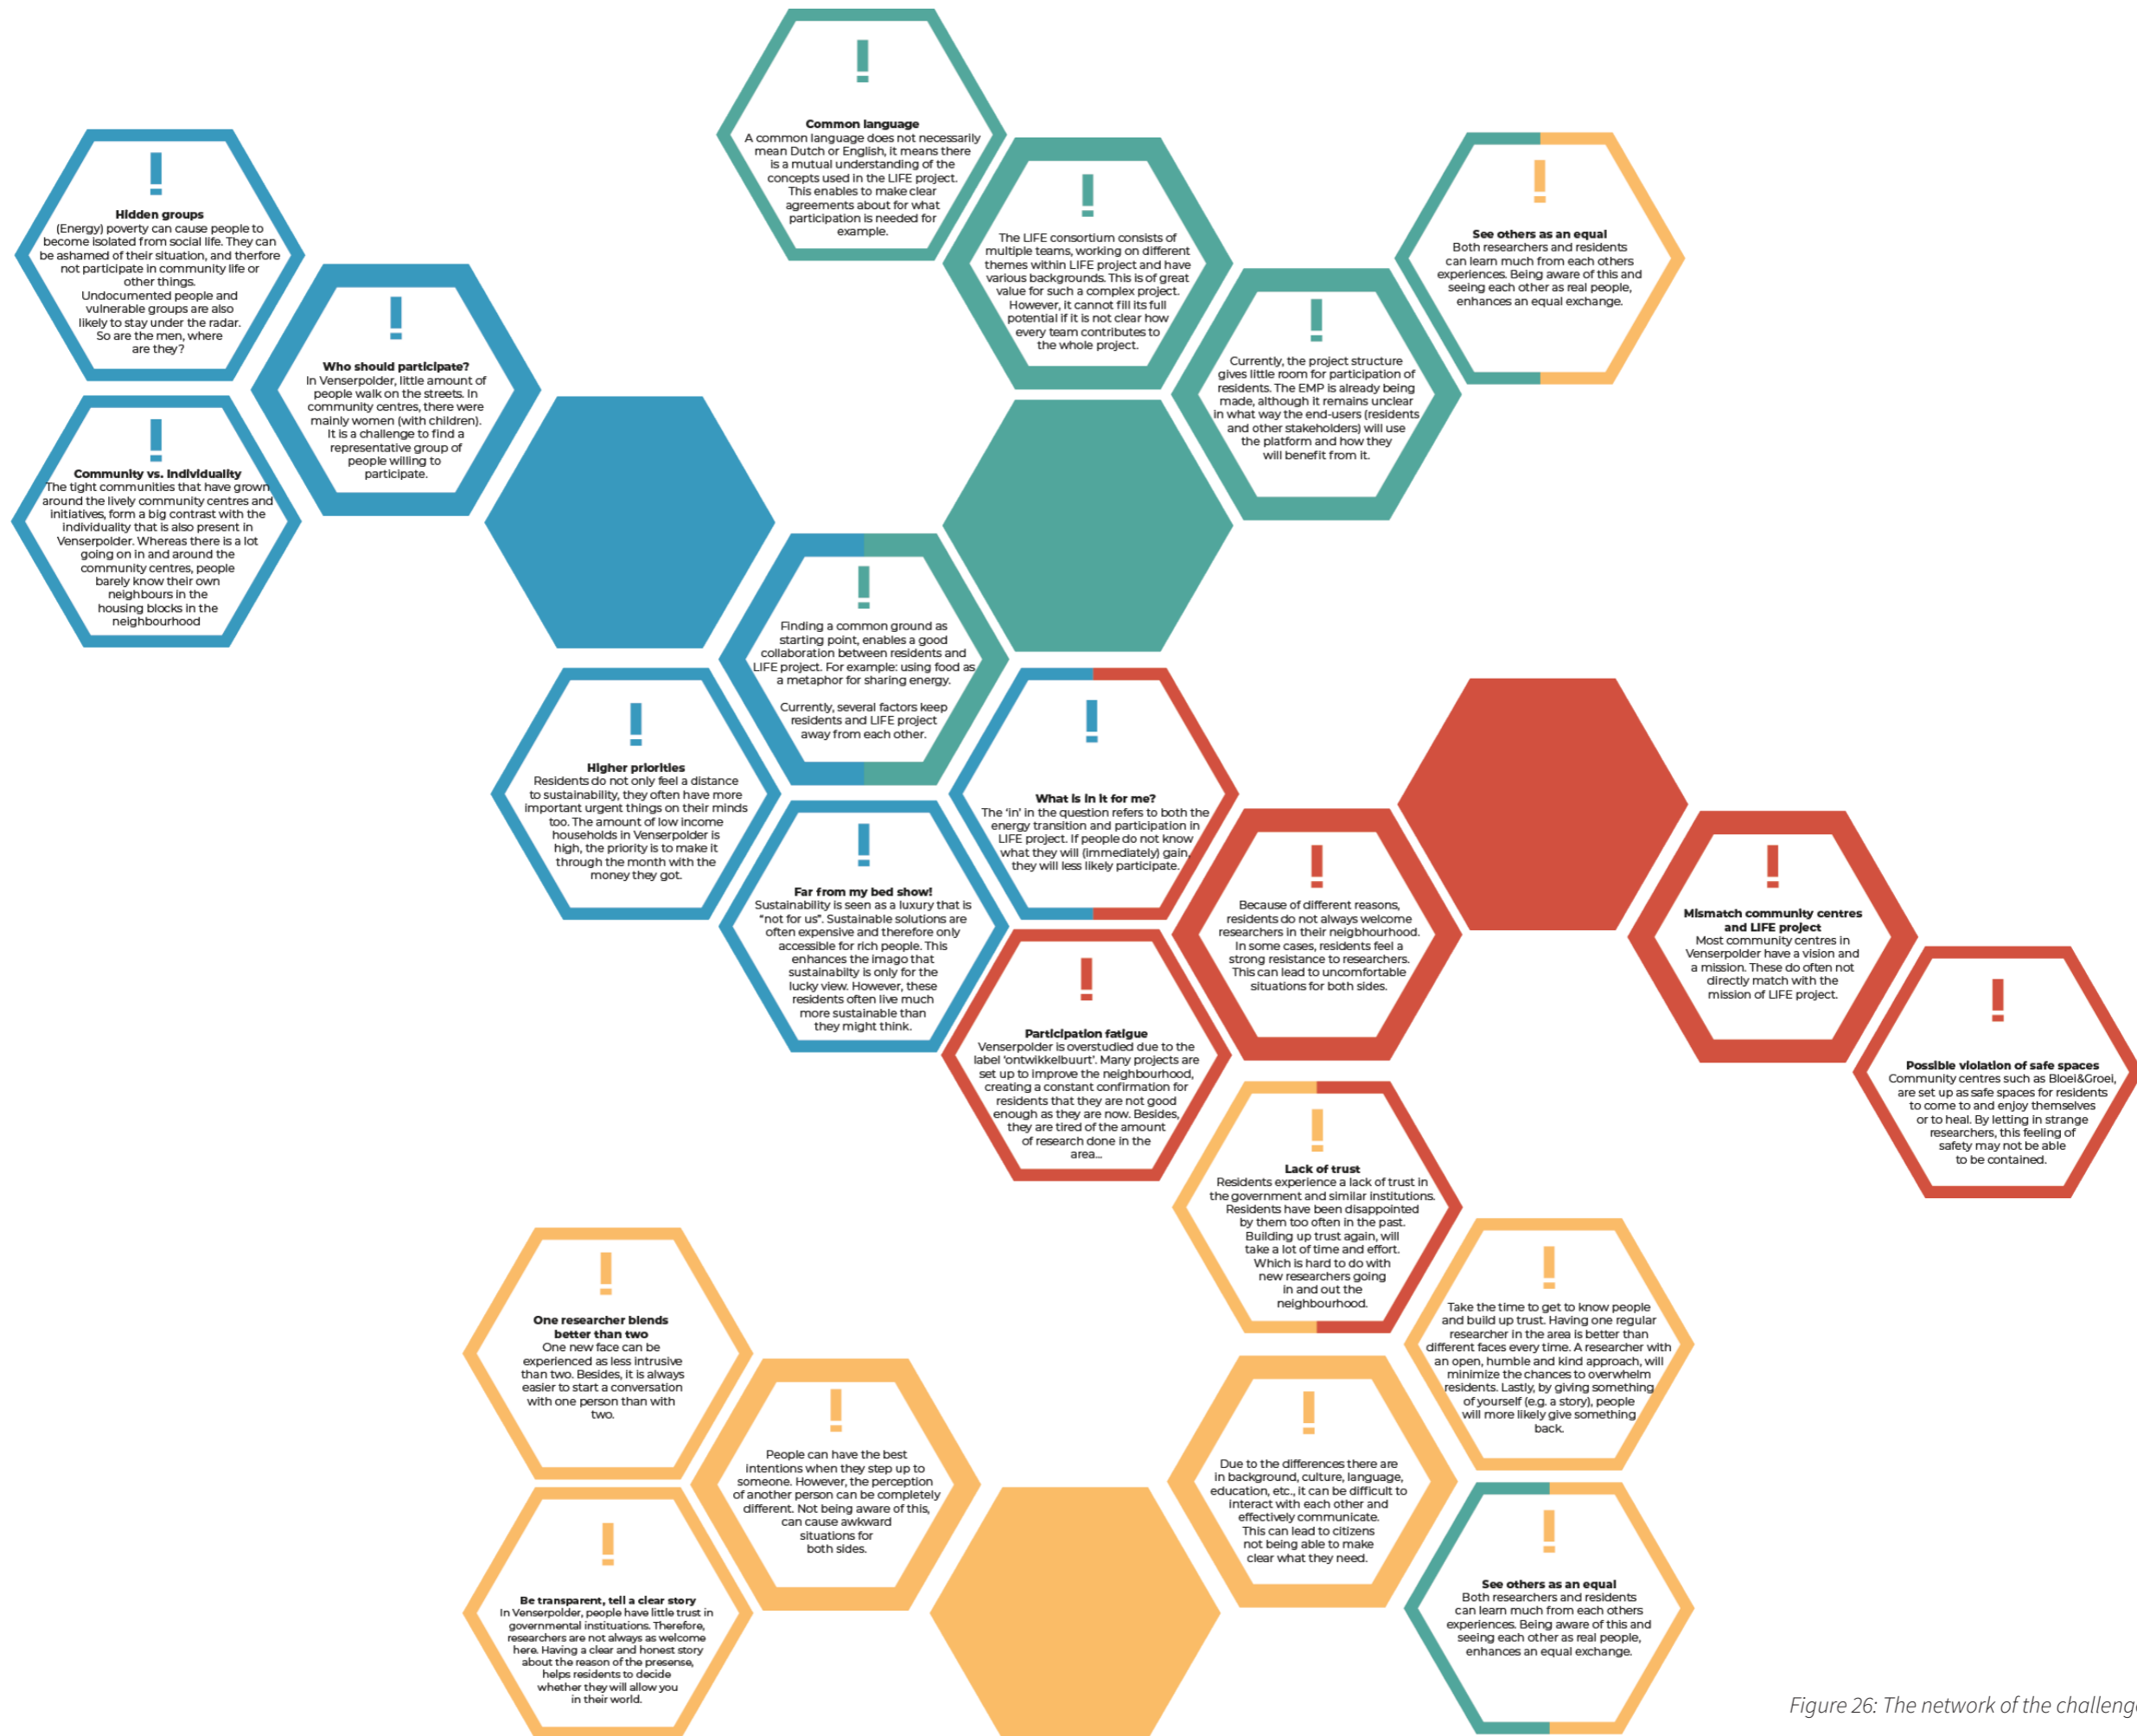 Common language
A common language does not necessarily
mean Dutch or English, it means there
is a mutual understanding of the
concepts used in the LIFE project.
This enables to make clear
agreements about for what
participation is needed for
example.
Hidden groups
(Energy) poverty can cause people to
become isolated from social life. They can
be ashamed of their situation, and therfore
not participate in community life or
other things.
Undocumented people and
vulnerable groups are also
likely to stay under the radar.
So are the men, where
are they?
The LIFE consortium consists of
multiple teams, working on different
themes within LIFE project and have
various backgrounds. This is of great
value for such a complex project.
However, it cannot fill its full
potential if it is not clear how
every team contributes to
the whole project.
See others as an equal
Both researchers and residents
can learn much from each others
experiences. Being aware of this and
seeing each other as real people,
enhances an equal exchange.
Who should participate?
In Venserpolder, little amount of
people walk on the streets. In
community centres, there were
mainly women (with children).
It is a challenge to find a
representative group of
people willing to
participate.
Currently, the project structure
gives little room for participation of
residents. The EMP is already being
made, although it remains unclear
in what way the end-users (residents
and other stakeholders) will use
the platform and how they
will benefit from it.
Community vs. Individuality
The tight communities that have grown
around the lively community centres and
initiatives, form a big contrast with the
individuality that is also present in
Venserpolder. Whereas there is a lot
going on in and around the
community centres, people
barely know their own
neighbours in the
housing blocks in the
neighbourhood
Finding a common ground as
starting point, enables a good
collaboration between residents and
LIFE project. For example: using food as
a metaphor for sharing energy.
Currently, several factors keep
residents and LIFE project
away from each other.
Higher priorities
Residents do not only feel a distance
to sustainability, they often have more
important urgent things on their minds
too. The amount of low income
households in Venserpolder is
high, the priority is to make it
through the month with the
money they got.
What is in it for me?
The ‘in’ in the question refers to both the
energy transition and participation in
LIFE project. If people do not know
what they will (immediately) gain,
they will less likely participate.
Far from my bed show!
Sustainability is seen as a luxury that is
“not for us”. Sustainable solutions are
often expensive and therefore only
accessible for rich people. This
enhances the imago that
sustainabilty is only for the
lucky view. However, these
residents often live much
more sustainable than
they might think.
Because of different reasons,
residents do not always welcome
researchers in their neigbhourhood.
In some cases, residents feel a
strong resistance to researchers.
This can lead to uncomfortable
situations for both sides.
Mismatch community centres
and LIFE project
Most community centres in
Venserpolder have a vision and
a mission. These do often not
directly match with the
mission of LIFE project.
Participation fatigue
Venserpolder is overstudied due to the
label ‘ontwikkelbuurt’. Many projects are
set up to improve the neighbourhood,
creating a constant confirmation for
residents that they are not good
enough as they are now. Besides,
they are tired of the amount
of research done in the
area...
Possible violation of safe spaces
Community centres such as Bloei&Groei,
are set up as safe spaces for residents
to come to and enjoy themselves
or to heal. By letting in strange
researchers, this feeling of
safety may not be able
to be contained.
Lack of trust
Residents experience a lack of trust in
the government and similar institutions.
Residents have been disappointed
by them too often in the past.
Building up trust again, will
take a lot of time and effort.
Which is hard to do with
new researchers going
in and out the
neighbourhood.
One researcher blends
better than two
One new face can be
experienced as less intrusive
than two. Besides, it is always
easier to start a conversation
with one person than with
two.
Take the time to get to know people
and build up trust. Having one regular
researcher in the area is better than
different faces every time. A researcher with
an open, humble and kind approach, will
minimize the chances to overwhelm
residents. Lastly, by giving something
of yourself (e.g. a story), people
will more likely give something
back.
People can have the best
intentions when they step up to
someone. However, the perception
of another person can be completely
different. Not being aware of this,
can cause awkward
situations for
both sides.
Due to the differences there are
in background, culture, language,
education, etc., it can be difficult to
interact with each other and
effectively communicate.
This can lead to citizens
not being able to make
clear what they need.
Be transparent, tell a clear story
In Venserpolder, people have little trust in
governmental instituations. Therefore,
researchers are not always as welcome
here. Having a clear and honest story
about the reason of the presense,
helps residents to decide
whether they will allow you
in their world.
See others as an equal
Both researchers and residents
can learn much from each others
experiences. Being aware of this and
seeing each other as real people,
enhances an equal exchange.
Figure 26: The network of the challenge